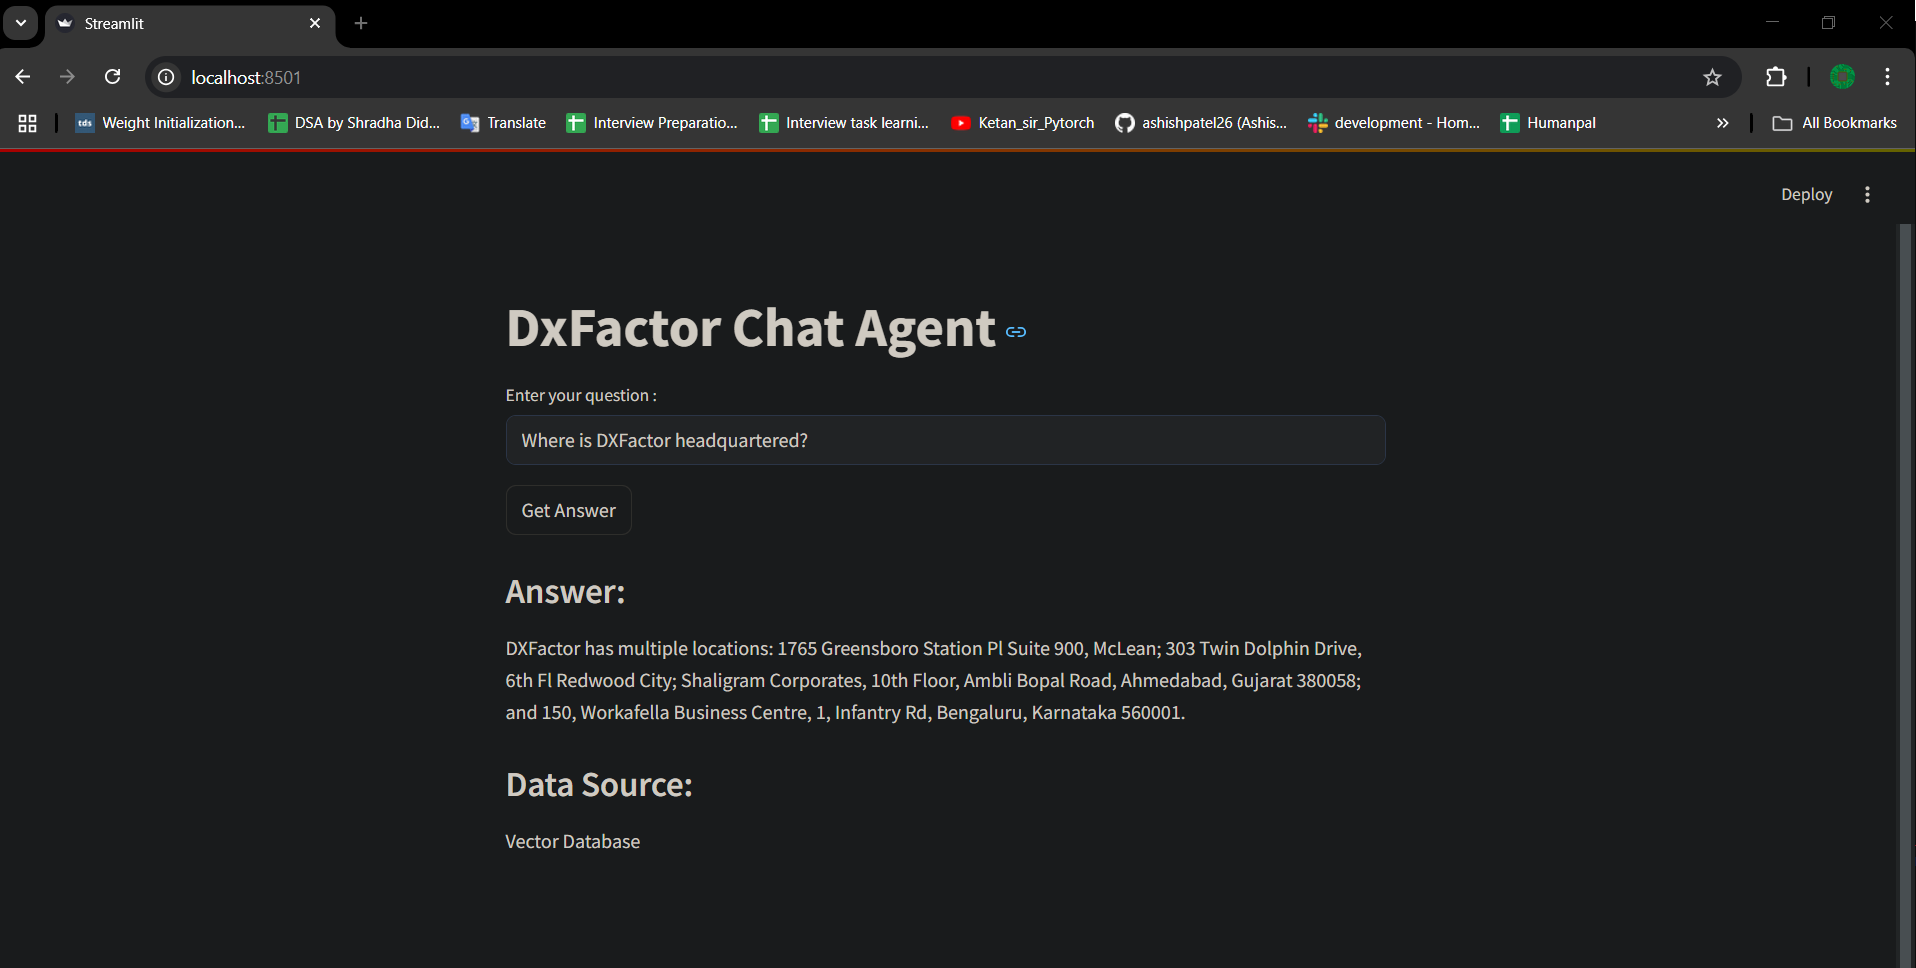 Streamlit
localhost:8501
tds Weight Initialization... DSA by Shradha Did... Translate Interview Preparatio... Interview task learni... Ketan_sir_Pytorch ashishpatel26 (Ashis... development - Hom... Humanpal » All Bookmarks
Deploy
DxFactor Chat Agent
Enter your question :
Where is DXFactor headquartered?
Get Answer
Answer:
DXFactor has multiple locations: 1765 Greensboro Station Pl Suite 900, McLean; 303 Twin Dolphin Drive,
6th Fl Redwood City; Shaligram Corporates, 10th Floor, Ambli Bopal Road, Ahmedabad, Gujarat 380058;
and 150, Workafella Business Centre, 1, Infantry Rd, Bengaluru, Karnataka 560001.
Data Source:
Vector Database